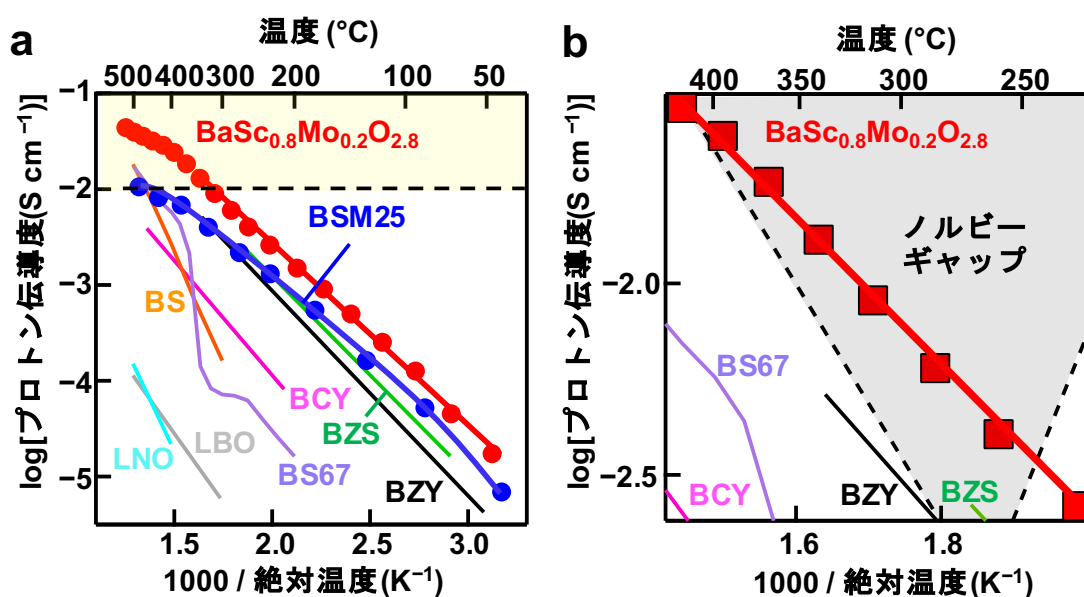 a
温度 (°C)
500 400 300 200 100 50
log[プロトン伝導度(S cm⁻¹)]
−1
−2
−3
−4
−5
BaSc₀.₈Mo₀.₂O₂.₈
BSM25
BS
BCY
BZS
LBO
LNO
BS67
BZY
1.5 2.0 2.5 3.0
1000 / 絶対温度(K⁻¹)
b
温度 (°C)
400 350 300 250
log[プロトン伝導度(S cm⁻¹)]
−2.0
−2.5
BaSc₀.₈Mo₀.₂O₂.₈
ノルビー
ギャップ
BS67
BCY
BZY
BZS
1.6 1.8
1000 / 絶対温度(K⁻¹)